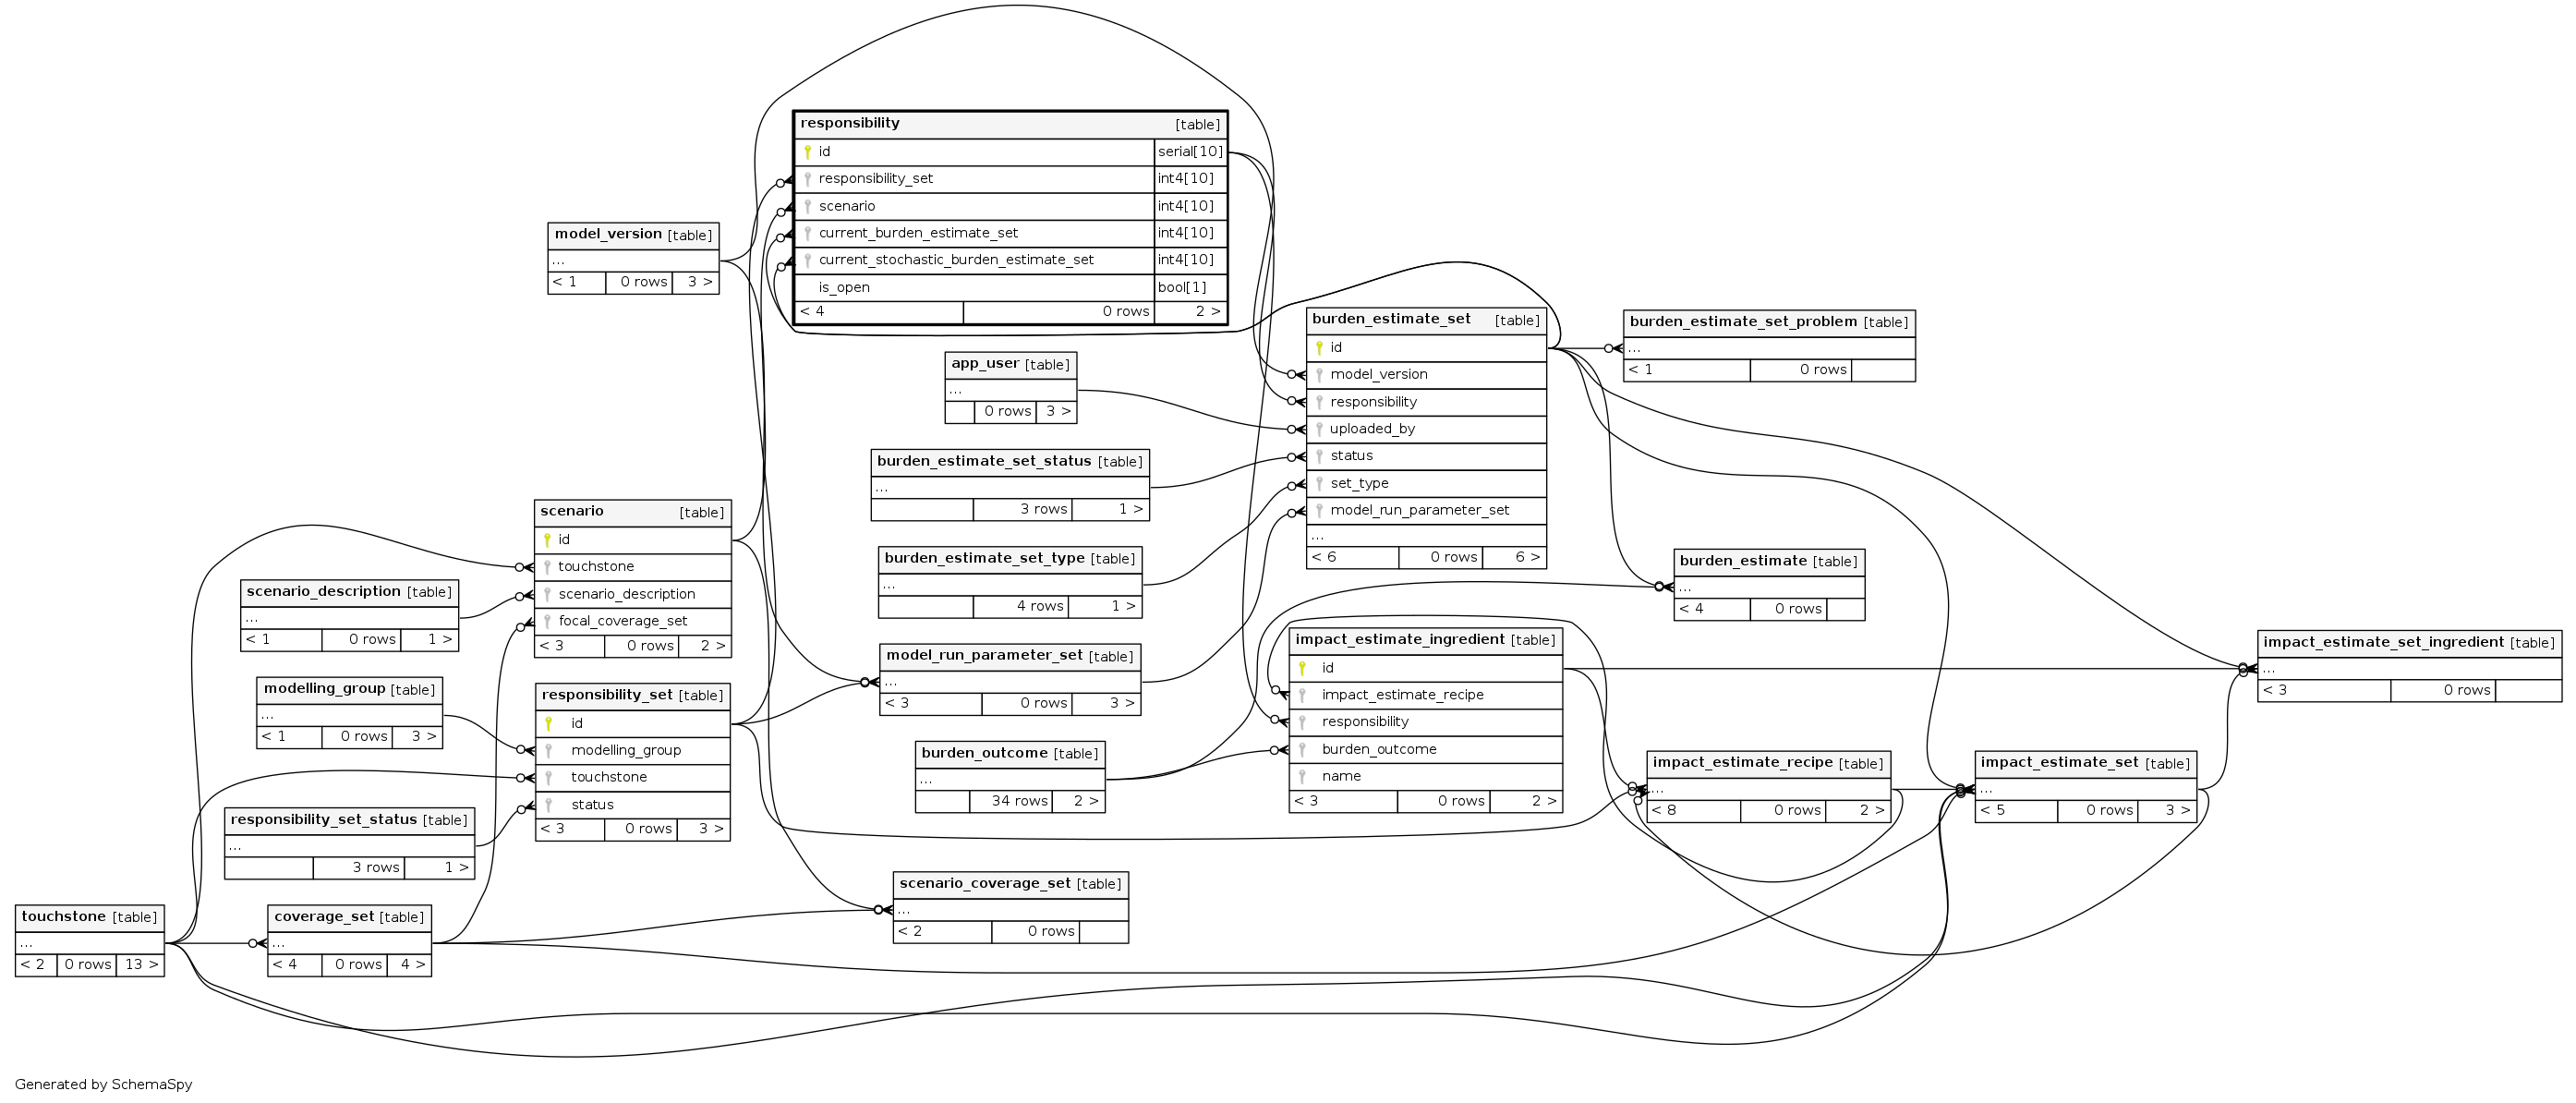 responsibility [table]
id serial[10]
responsibility_set int4[10]
scenario int4[10]
current_burden_estimate_set int4[10]
current_stochastic_burden_estimate_set int4[10]
is_open bool[1]
< 4 0 rows 2 >
model_version [table]
...
< 1 0 rows 3 >
burden_estimate_set [table]
id
model_version
responsibility
uploaded_by
status
set_type
model_run_parameter_set
...
< 6 0 rows 6 >
burden_estimate_set_problem [table]
...
< 1 0 rows
app_user [table]
...
0 rows 3 >
burden_estimate_set_status [table]
...
3 rows 1 >
scenario [table]
id
touchstone
scenario_description
focal_coverage_set
< 3 0 rows 2 >
burden_estimate_set_type [table]
...
4 rows 1 >
burden_estimate [table]
...
< 4 0 rows
scenario_description [table]
...
< 1 0 rows 1 >
impact_estimate_ingredient [table]
id
impact_estimate_recipe
responsibility
burden_outcome
name
< 3 0 rows 2 >
impact_estimate_set_ingredient [table]
...
< 3 0 rows
model_run_parameter_set [table]
...
< 3 0 rows 3 >
modelling_group [table]
...
< 1 0 rows 3 >
responsibility_set [table]
id
modelling_group
touchstone
status
< 3 0 rows 3 >
burden_outcome [table]
...
34 rows 2 >
impact_estimate_recipe [table]
...
< 8 0 rows 2 >
impact_estimate_set [table]
...
< 5 0 rows 3 >
responsibility_set_status [table]
...
3 rows 1 >
scenario_coverage_set [table]
...
< 2 0 rows
touchstone [table]
...
< 2 0 rows 13 >
coverage_set [table]
...
< 4 0 rows 4 >
Generated by SchemaSpy